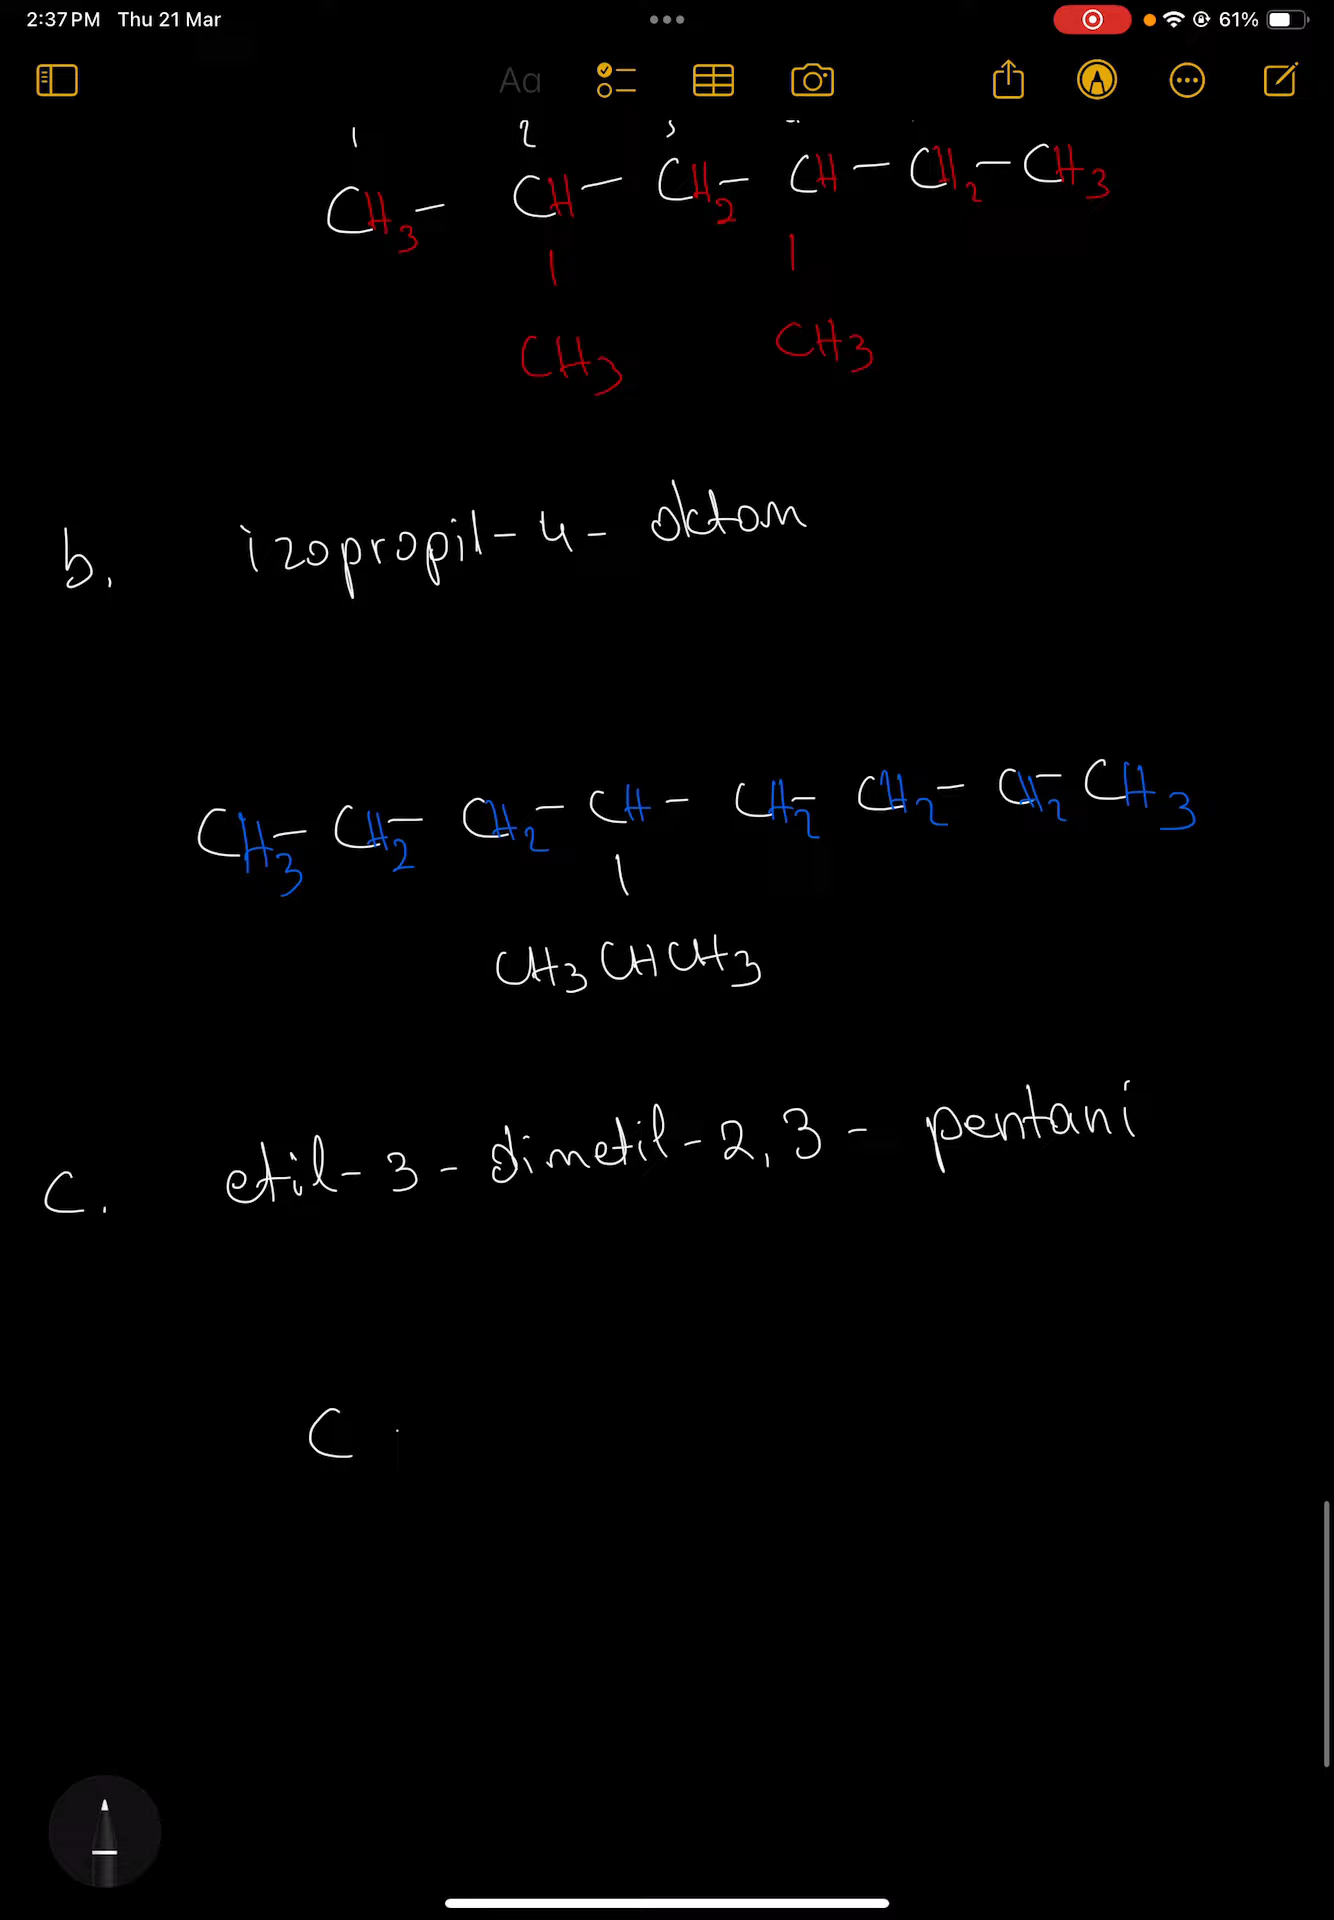 2:37 PM Thu 21 Mar
61%
Aa
1 2 3
CH3 - CH - CH2 - CH - CH2 - CH3
| |
CH3 CH3
b. izopropil - 4 - oktan
CH3 - CH2 - CH2 - CH - CH2 - CH2 - CH2 - CH3
|
CH3 CH CH3
c. etil - 3 - dimetil - 2, 3 - pentani
C